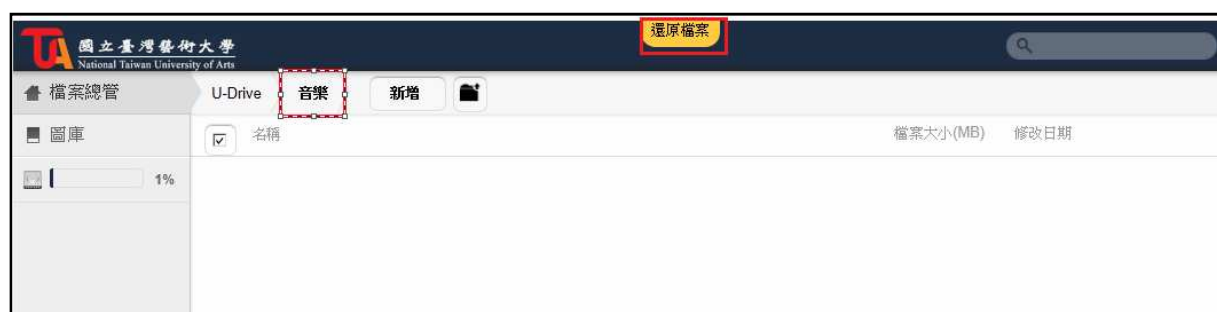 還原檔案
國立臺灣藝術大學
National Taiwan University of Arts
檔案總管
U-Drive 音樂 新增
圖庫
名稱 檔案大小(MB) 修改日期
1%